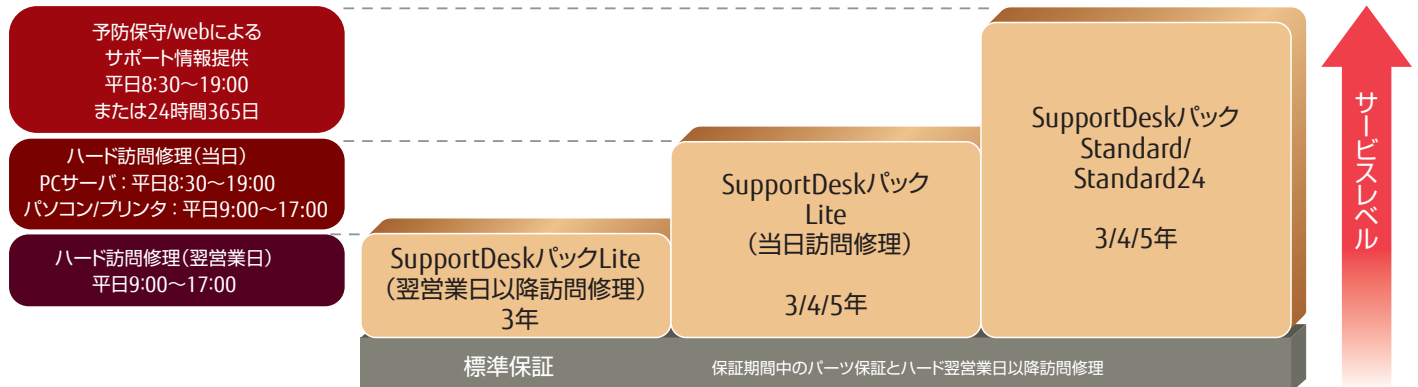 予防保守/webによる
サポート情報提供
平日8:30～19:00
または24時間365日
ハード訪問修理(当日)
PCサーバ：平日8:30～19:00
パソコン/プリンタ：平日9:00～17:00
ハード訪問修理(翌営業日)
平日9:00～17:00
SupportDeskパックLite
(翌営業日以降訪問修理)
3年
SupportDeskパック
Lite
(当日訪問修理)
3/4/5年
SupportDeskパック
Standard/
Standard24
3/4/5年
サービスレベル
標準保証
保証期間中のパーツ保証とハード翌営業日以降訪問修理